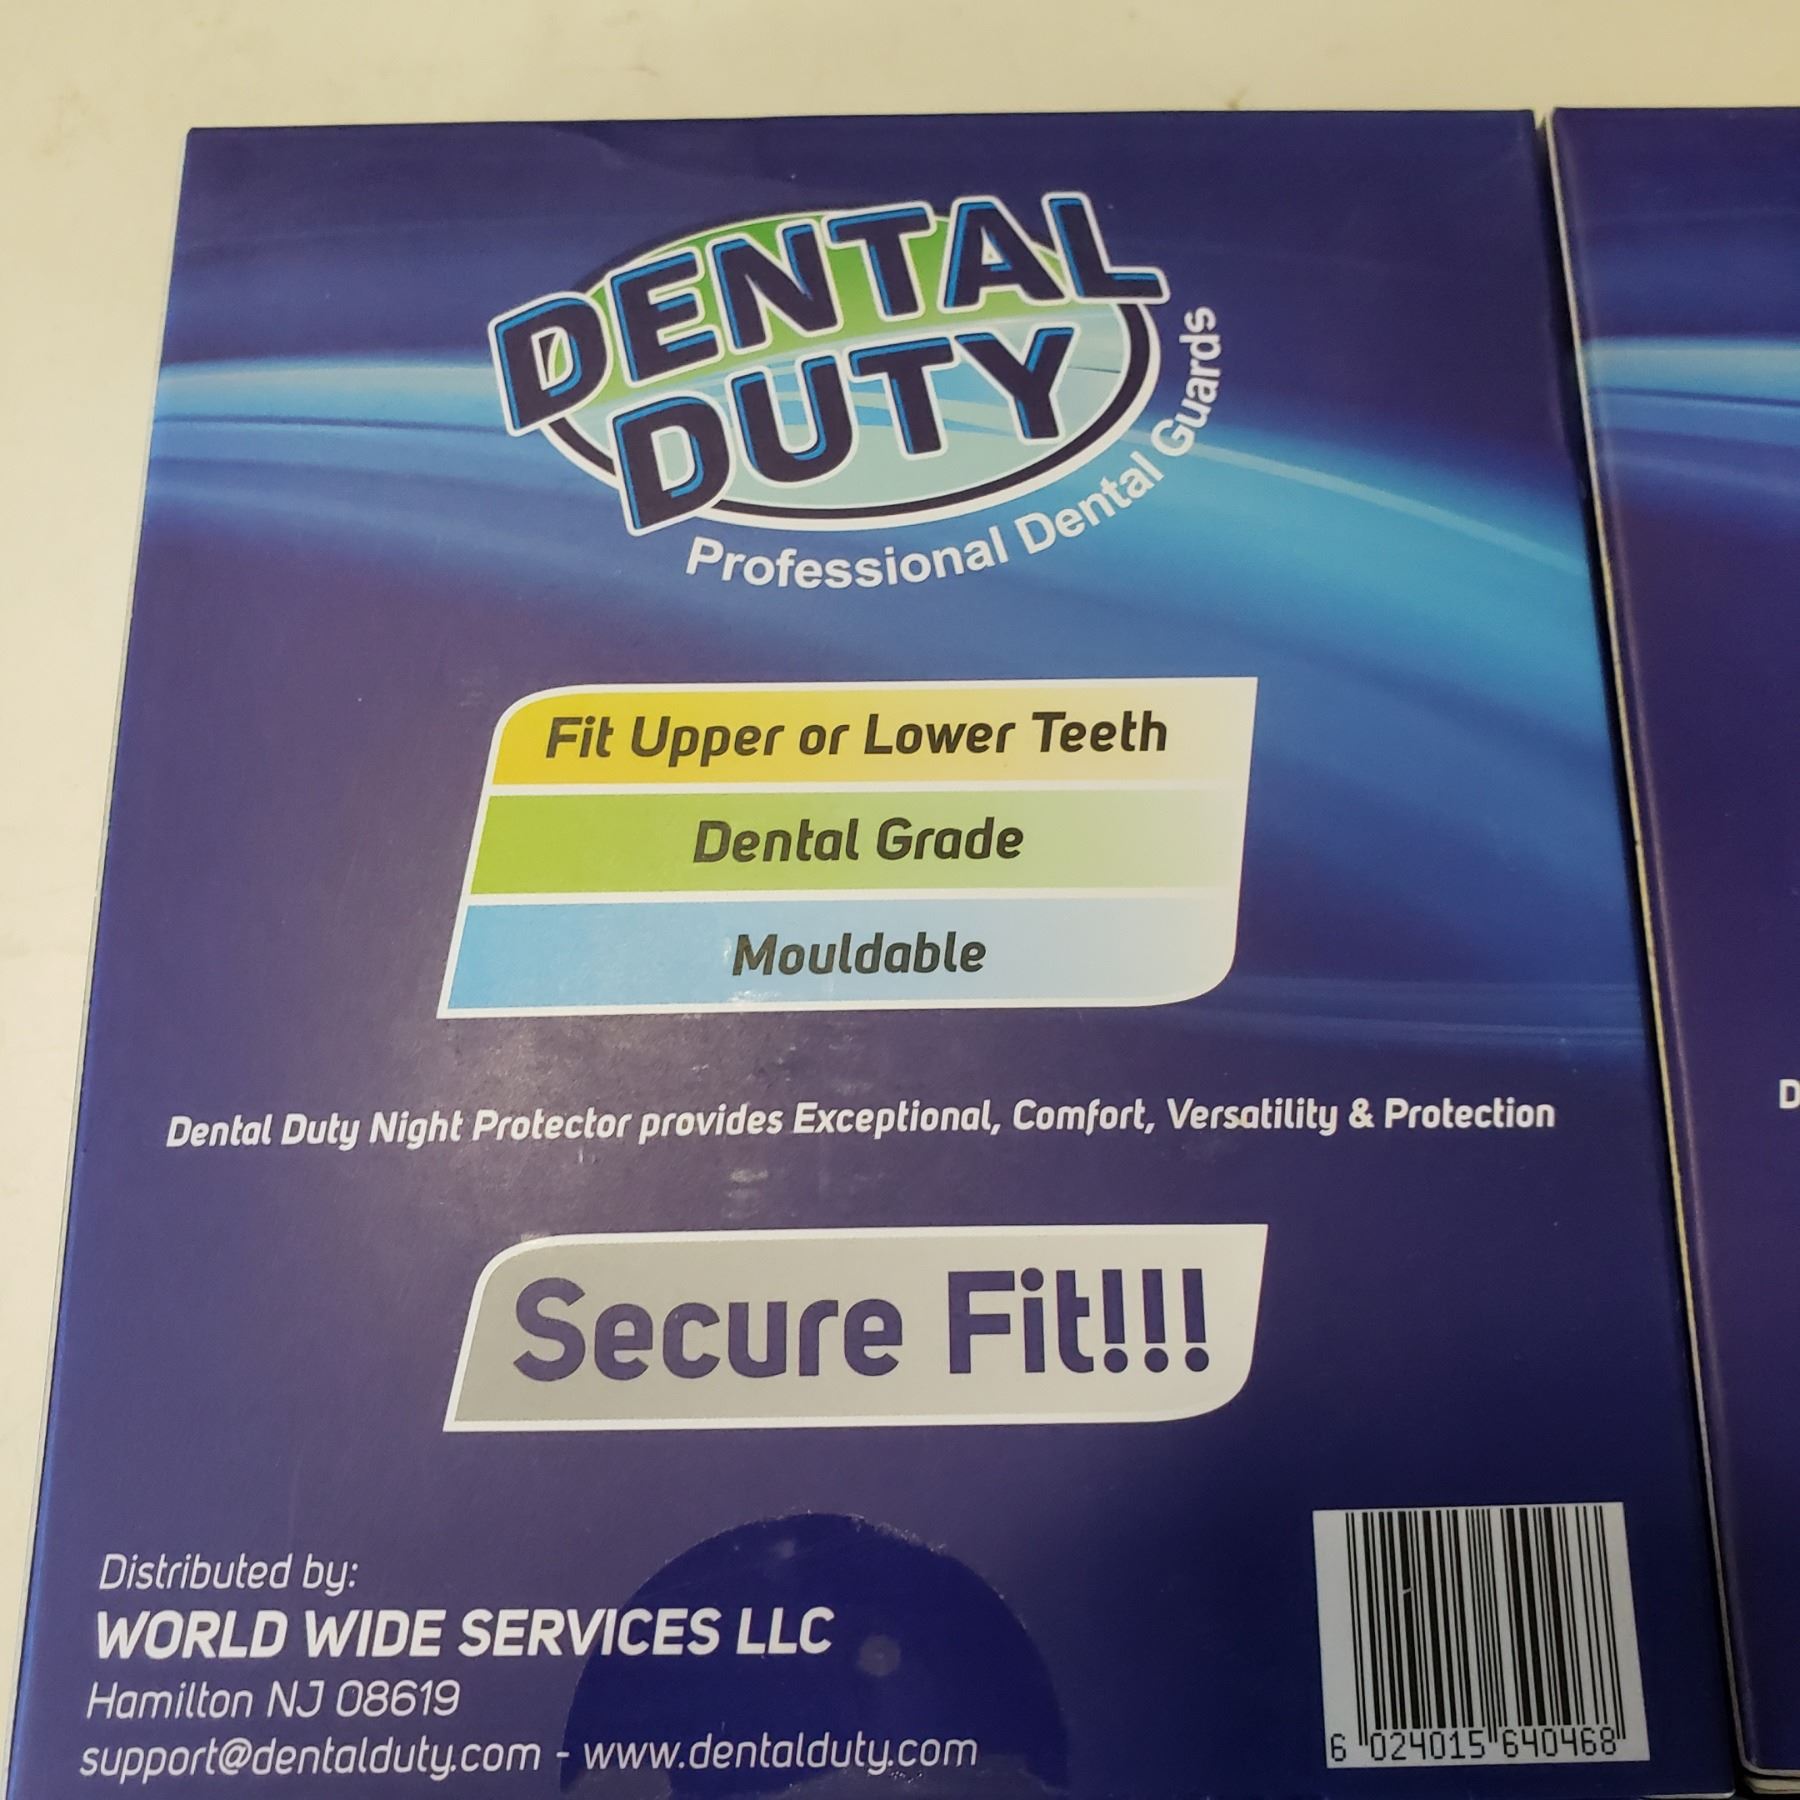 DENTAL
DUTY
Professional Dental Guards
Fit Upper or Lower Teeth
Dental Grade
Mouldable
Dental Duty Night Protector provides Exceptional, Comfort, Versatility & Protection
D
Secure Fit!!!
Distributed by:
WORLD WIDE SERVICES LLC
Hamilton NJ 08619
support@dentalduty.com - www.dentalduty.com
6 024015 640468